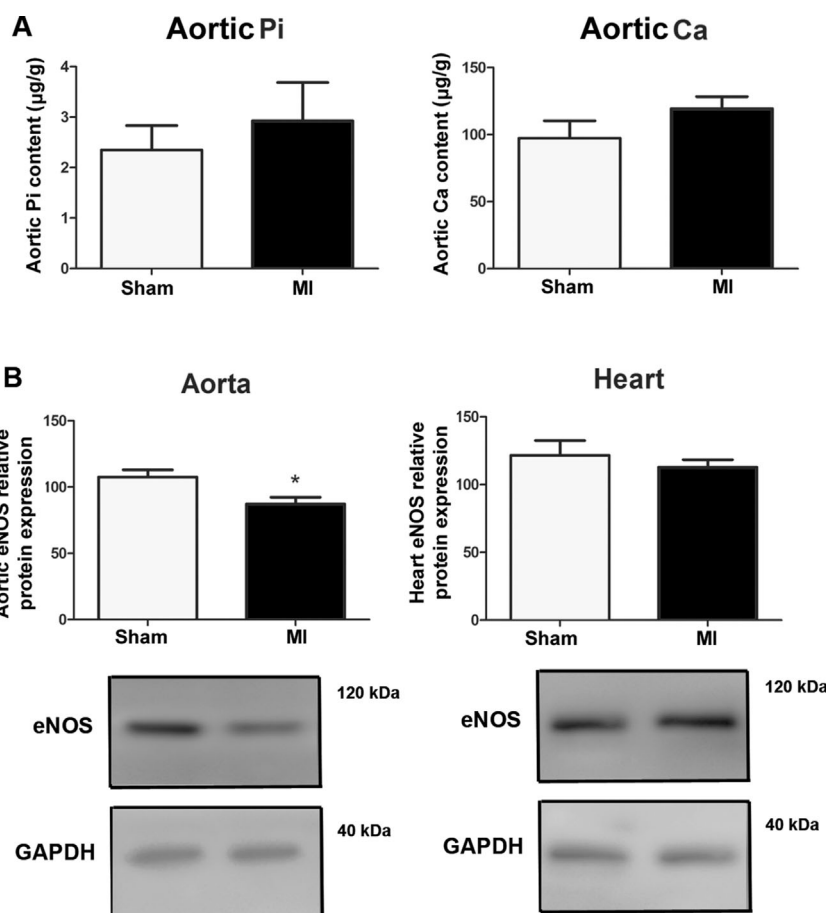 A
Aortic Pi
Aortic Ca
Aortic Pi content (µg/g)
4
3
2
1
0
Sham
MI
Aortic Ca content (µg/g)
150
100
50
0
Sham
MI
B
Aorta
Heart
Aortic eNOS relative
protein expression
150
100
50
0
*
Sham
MI
Heart eNOS relative
protein expression
150
100
50
0
Sham
MI
eNOS
120 kDa
GAPDH
40 kDa
eNOS
120 kDa
GAPDH
40 kDa